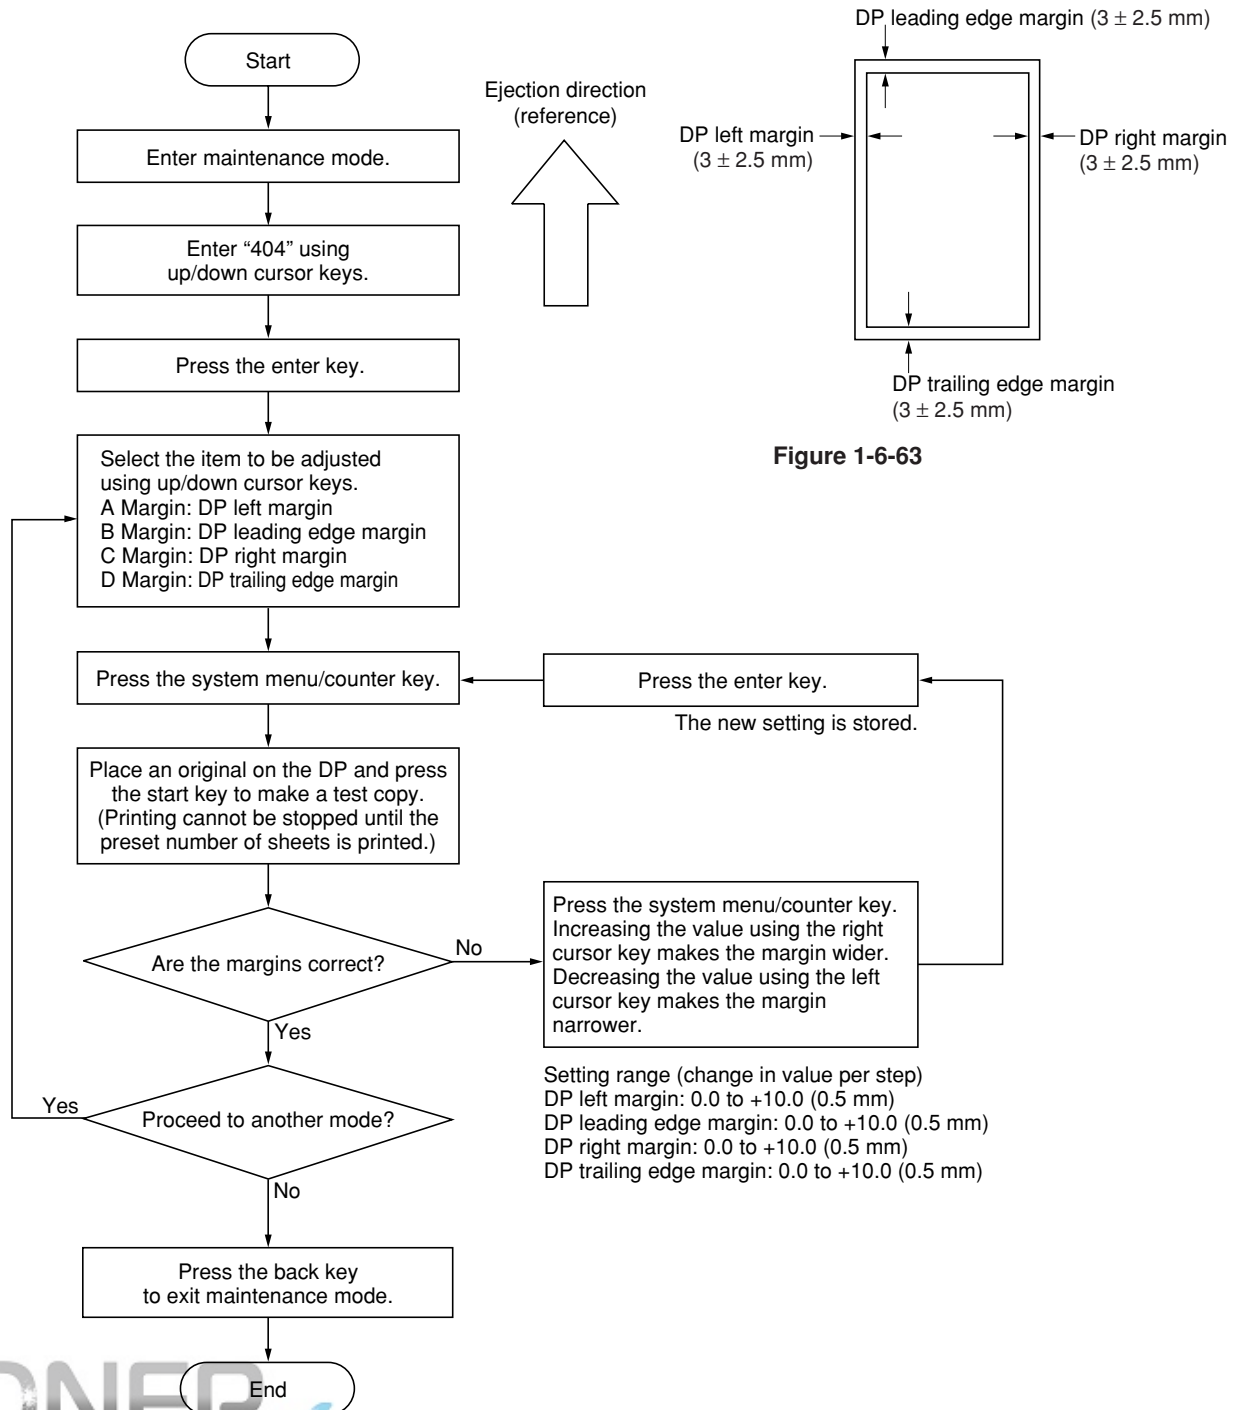 Start
Enter maintenance mode.
Enter “404” using
up/down cursor keys.
Press the enter key.
Select the item to be adjusted
using up/down cursor keys.
A Margin: DP left margin
B Margin: DP leading edge margin
C Margin: DP right margin
D Margin: DP trailing edge margin
Press the system menu/counter key.
Place an original on the DP and press
the start key to make a test copy.
(Printing cannot be stopped until the
preset number of sheets is printed.)
Are the margins correct?
No
Yes
Proceed to another mode?
Yes
No
Press the back key
to exit maintenance mode.
End
Press the enter key.
The new setting is stored.
Press the system menu/counter key.
Increasing the value using the right
cursor key makes the margin wider.
Decreasing the value using the left
cursor key makes the margin
narrower.
Setting range (change in value per step)
DP left margin: 0.0 to +10.0 (0.5 mm)
DP leading edge margin: 0.0 to +10.0 (0.5 mm)
DP right margin: 0.0 to +10.0 (0.5 mm)
DP trailing edge margin: 0.0 to +10.0 (0.5 mm)
Ejection direction
(reference)
DP leading edge margin (3 ± 2.5 mm)
DP left margin
(3 ± 2.5 mm)
DP right margin
(3 ± 2.5 mm)
DP trailing edge margin
(3 ± 2.5 mm)
Figure 1-6-63